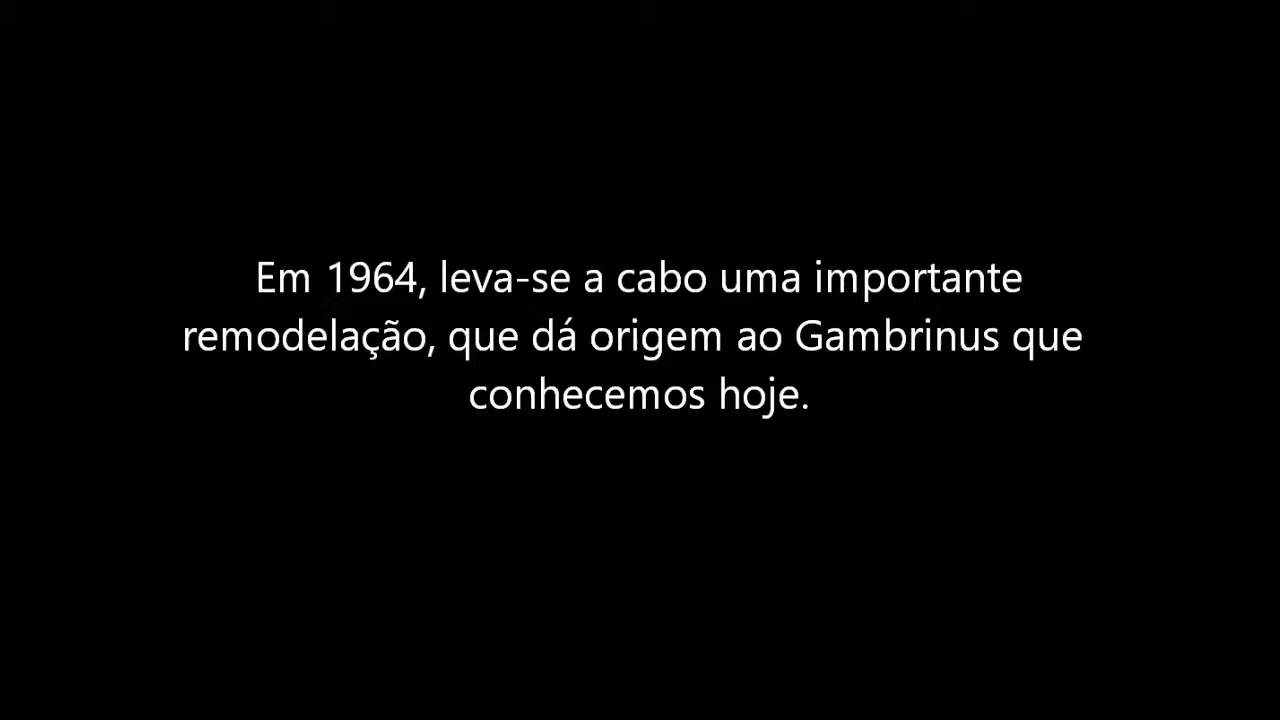 Em 1964, leva-se a cabo uma importante
remodelação, que dá origem ao Gambrinus que
conhecemos hoje.